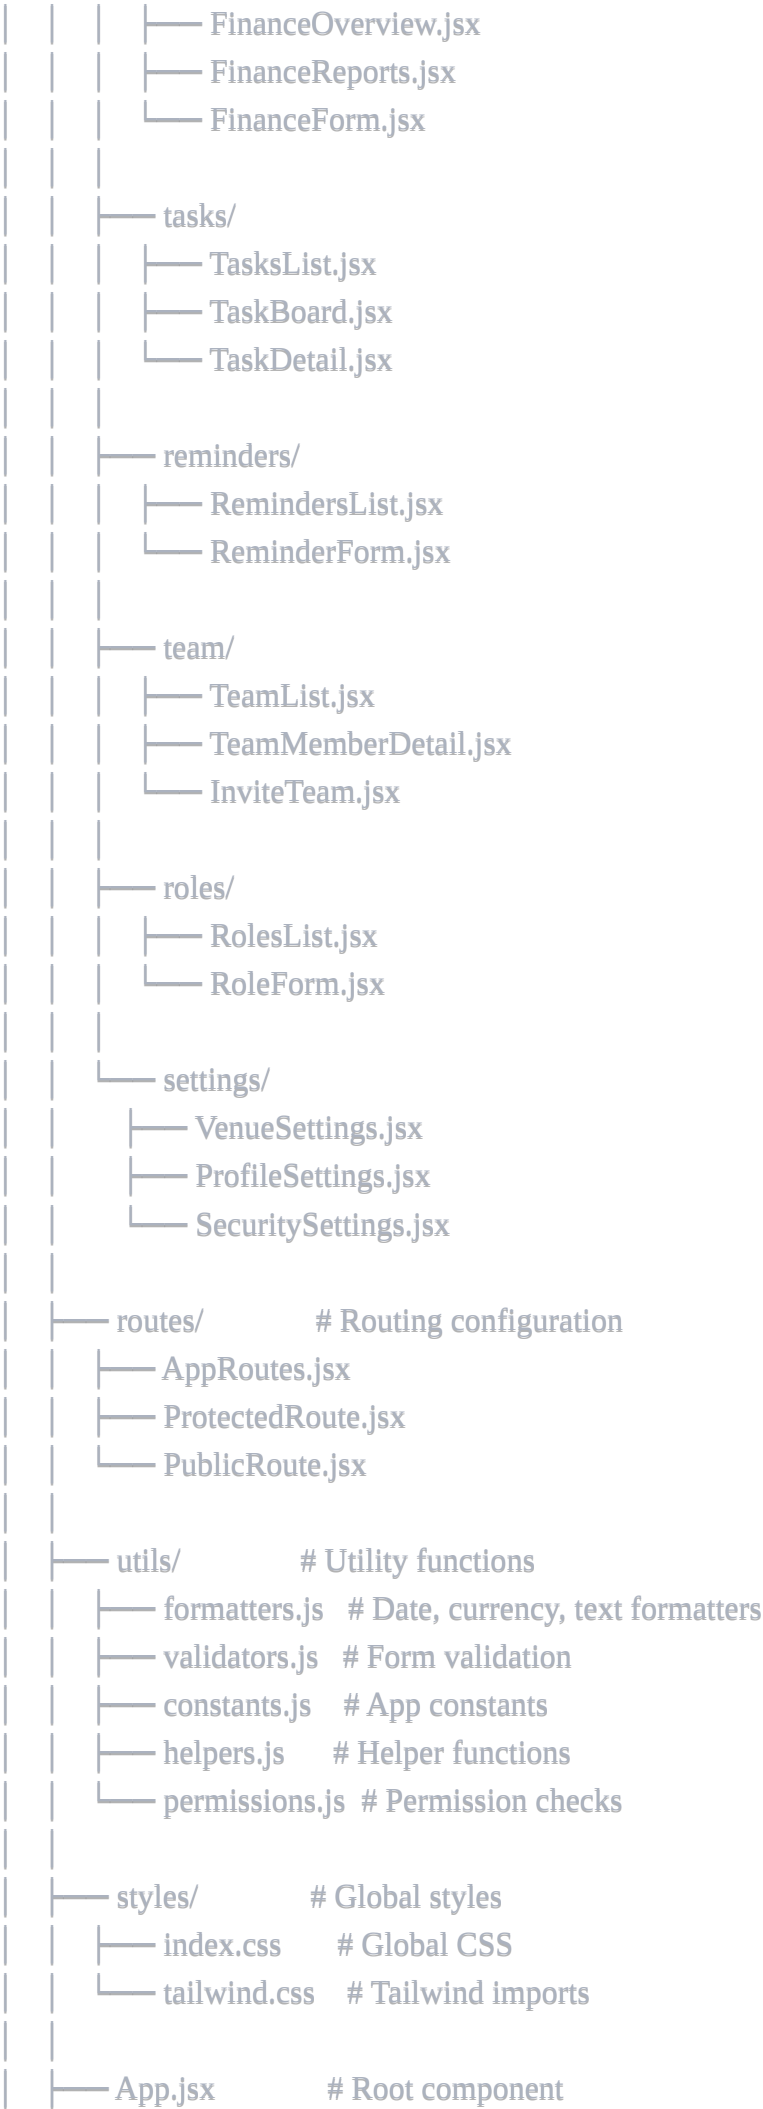 │ │ │ ├── FinanceOverview.jsx
│ │ │ ├── FinanceReports.jsx
│ │ │ └── FinanceForm.jsx
│ │ │
│ │ ├── tasks/
│ │ │ ├── TasksList.jsx
│ │ │ ├── TaskBoard.jsx
│ │ │ └── TaskDetail.jsx
│ │ │
│ │ ├── reminders/
│ │ │ ├── RemindersList.jsx
│ │ │ └── ReminderForm.jsx
│ │ │
│ │ ├── team/
│ │ │ ├── TeamList.jsx
│ │ │ ├── TeamMemberDetail.jsx
│ │ │ └── InviteTeam.jsx
│ │ │
│ │ ├── roles/
│ │ │ ├── RolesList.jsx
│ │ │ └── RoleForm.jsx
│ │ │
│ │ └── settings/
│ │     ├── VenueSettings.jsx
│ │     ├── ProfileSettings.jsx
│ │     └── SecuritySettings.jsx
│ │
│ ├── routes/ # Routing configuration
│ │ ├── AppRoutes.jsx
│ │ ├── ProtectedRoute.jsx
│ │ └── PublicRoute.jsx
│ │
│ ├── utils/ # Utility functions
│ │ ├── formatters.js # Date, currency, text formatters
│ │ ├── validators.js # Form validation
│ │ ├── constants.js # App constants
│ │ ├── helpers.js # Helper functions
│ │ └── permissions.js # Permission checks
│ │
│ ├── styles/ # Global styles
│ │ ├── index.css # Global CSS
│ │ └── tailwind.css # Tailwind imports
│ │
│ ├── App.jsx # Root component